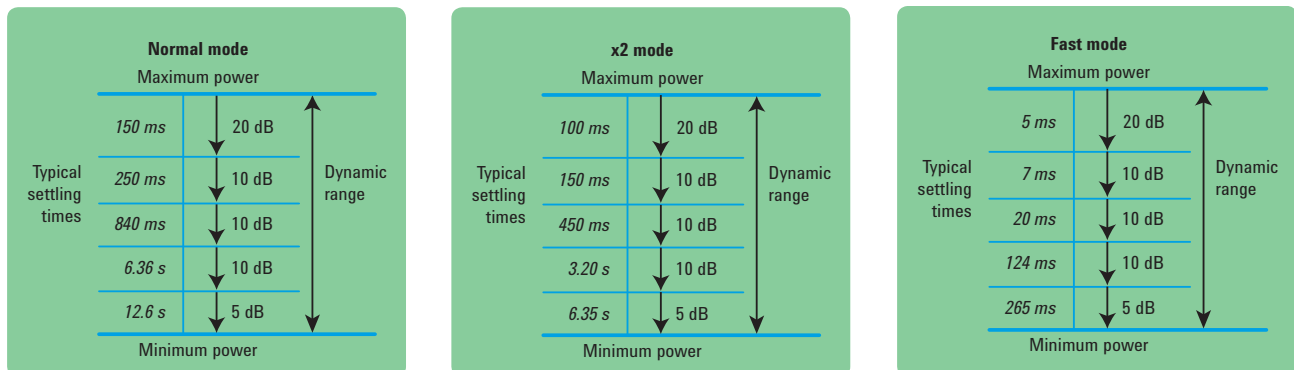 Normal mode
Maximum power
150 ms 20 dB
250 ms 10 dB
840 ms 10 dB
6.36 s 10 dB
12.6 s 5 dB
Typical
settling
times
Dynamic
range
Minimum power
x2 mode
Maximum power
100 ms 20 dB
150 ms 10 dB
450 ms 10 dB
3.20 s 10 dB
6.35 s 5 dB
Typical
settling
times
Dynamic
range
Minimum power
Fast mode
Maximum power
5 ms 20 dB
7 ms 10 dB
20 ms 10 dB
124 ms 10 dB
265 ms 5 dB
Typical
settling
times
Dynamic
range
Minimum power